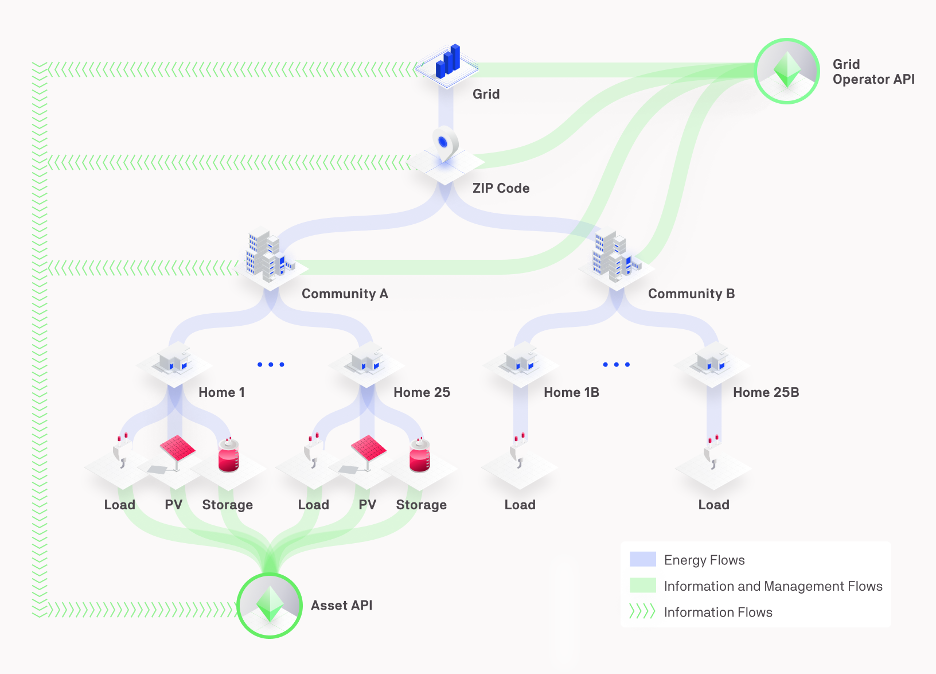 Grid
Grid
Operator API
ZIP Code
Community A
Community B
Home 1
Home 25
Home 1B
Home 25B
Load
PV
Storage
Load
PV
Storage
Load
Load
Energy Flows
Information and Management Flows
Information Flows
Asset API